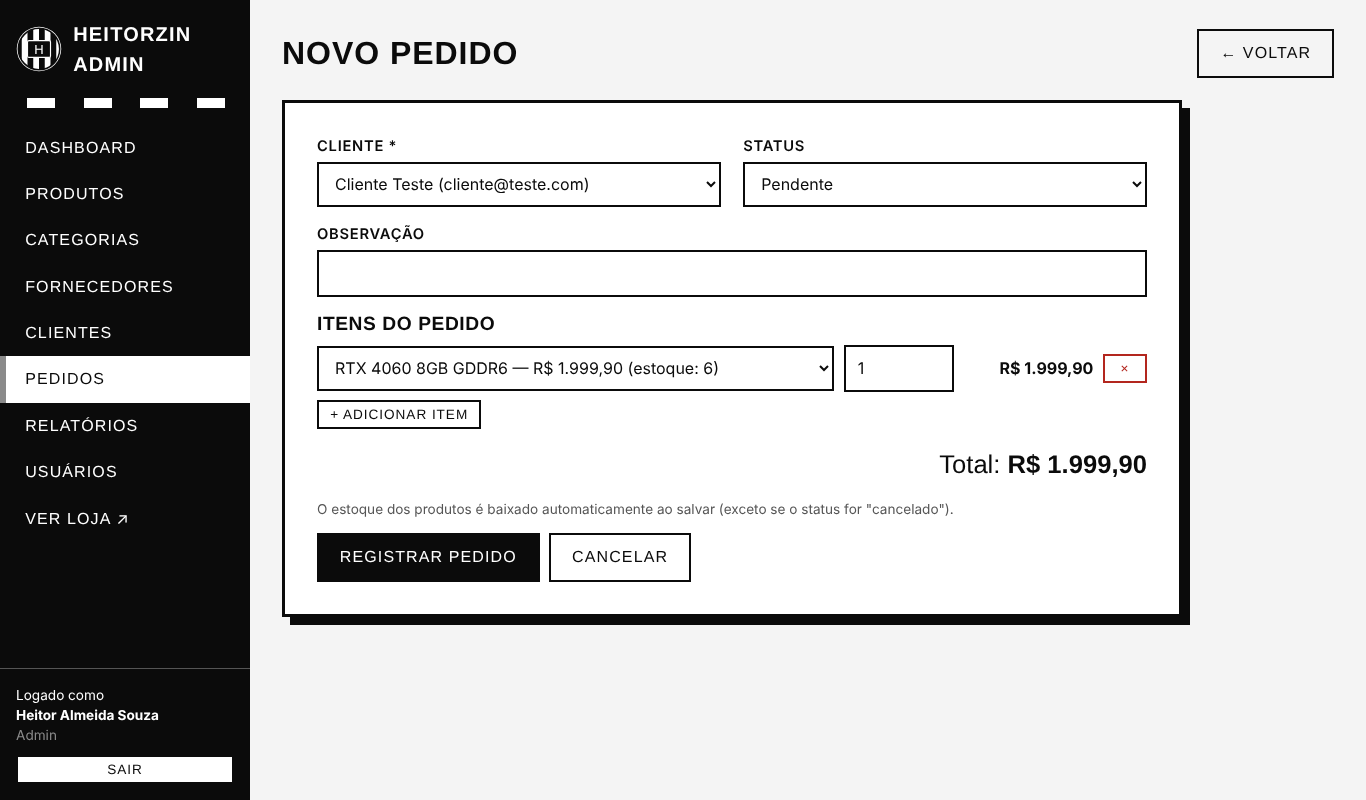 H
HEITORZIN
ADMIN
DASHBOARD
PRODUTOS
CATEGORIAS
FORNECEDORES
CLIENTES
PEDIDOS
RELATÓRIOS
USUÁRIOS
VER LOJA ↗
Logado como
Heitor Almeida Souza
Admin
SAIR
NOVO PEDIDO
← VOLTAR
CLIENTE *
STATUS
Cliente Teste (cliente@teste.com)
Pendente
OBSERVAÇÃO
ITENS DO PEDIDO
RTX 4060 8GB GDDR6 — R$ 1.999,90 (estoque: 6)
1
R$ 1.999,90
×
+ ADICIONAR ITEM
Total: R$ 1.999,90
O estoque dos produtos é baixado automaticamente ao salvar (exceto se o status for "cancelado").
REGISTRAR PEDIDO
CANCELAR